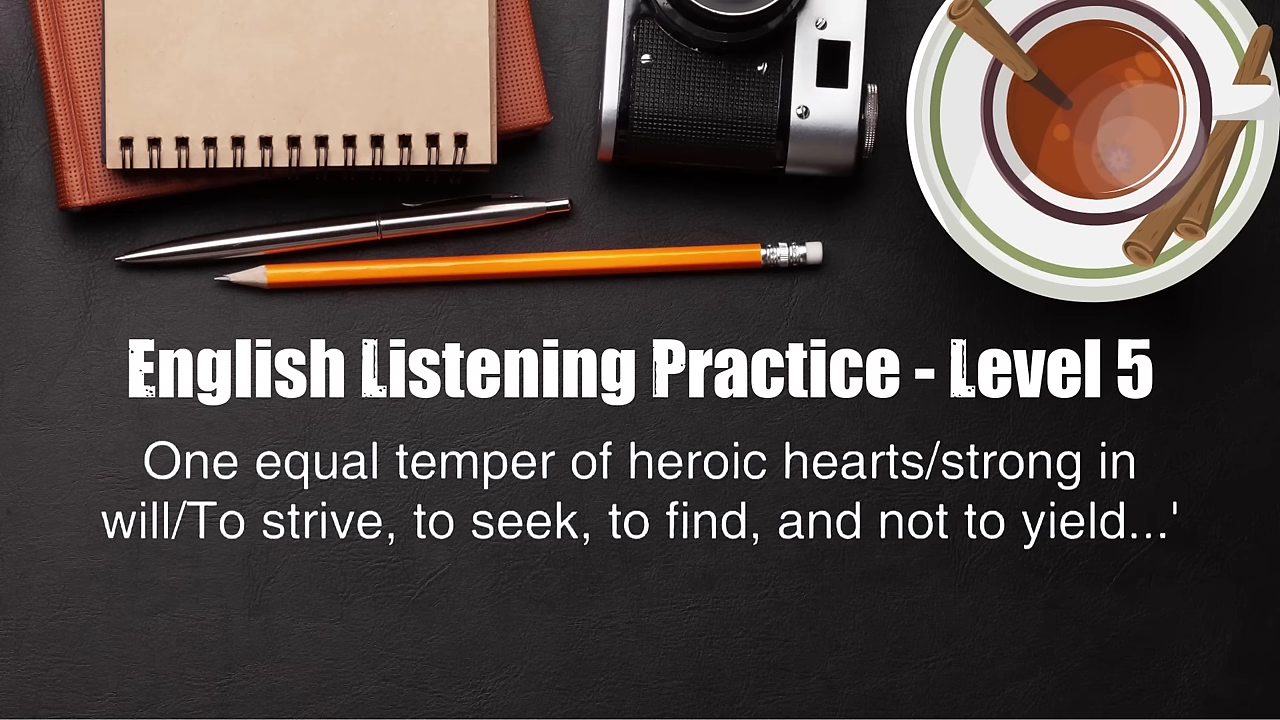 English Listening Practice - Level 5
One equal temper of heroic hearts/strong in
will/To strive, to seek, to find, and not to yield...'